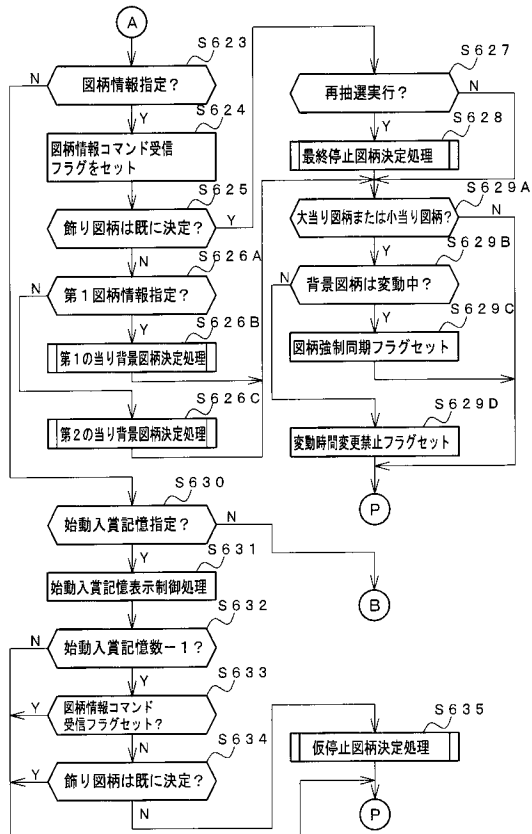 A
S623
図柄情報指定?
N
Y
S624
図柄情報コマンド受信
フラグをセット
S625
飾り図柄は既に決定?
Y
N
S626A
第1図柄情報指定?
N
Y
S626B
第1の当り背景図柄決定処理
S626C
第2の当り背景図柄決定処理
S627
再抽選実行?
N
Y
S628
最終停止図柄決定処理
S629A
大当り図柄または小当り図柄?
N
Y
S629B
背景図柄は変動中?
N
Y
S629C
図柄強制同期フラグセット
S629D
変動時間変更禁止フラグセット
P
S630
始動入賞記憶指定?
N
Y
S631
始動入賞記憶表示制御処理
B
S632
始動入賞記憶数-1?
N
Y
S633
図柄情報コマンド
受信フラグセット?
Y
N
S634
飾り図柄は既に決定?
Y
N
S635
仮停止図柄決定処理
P